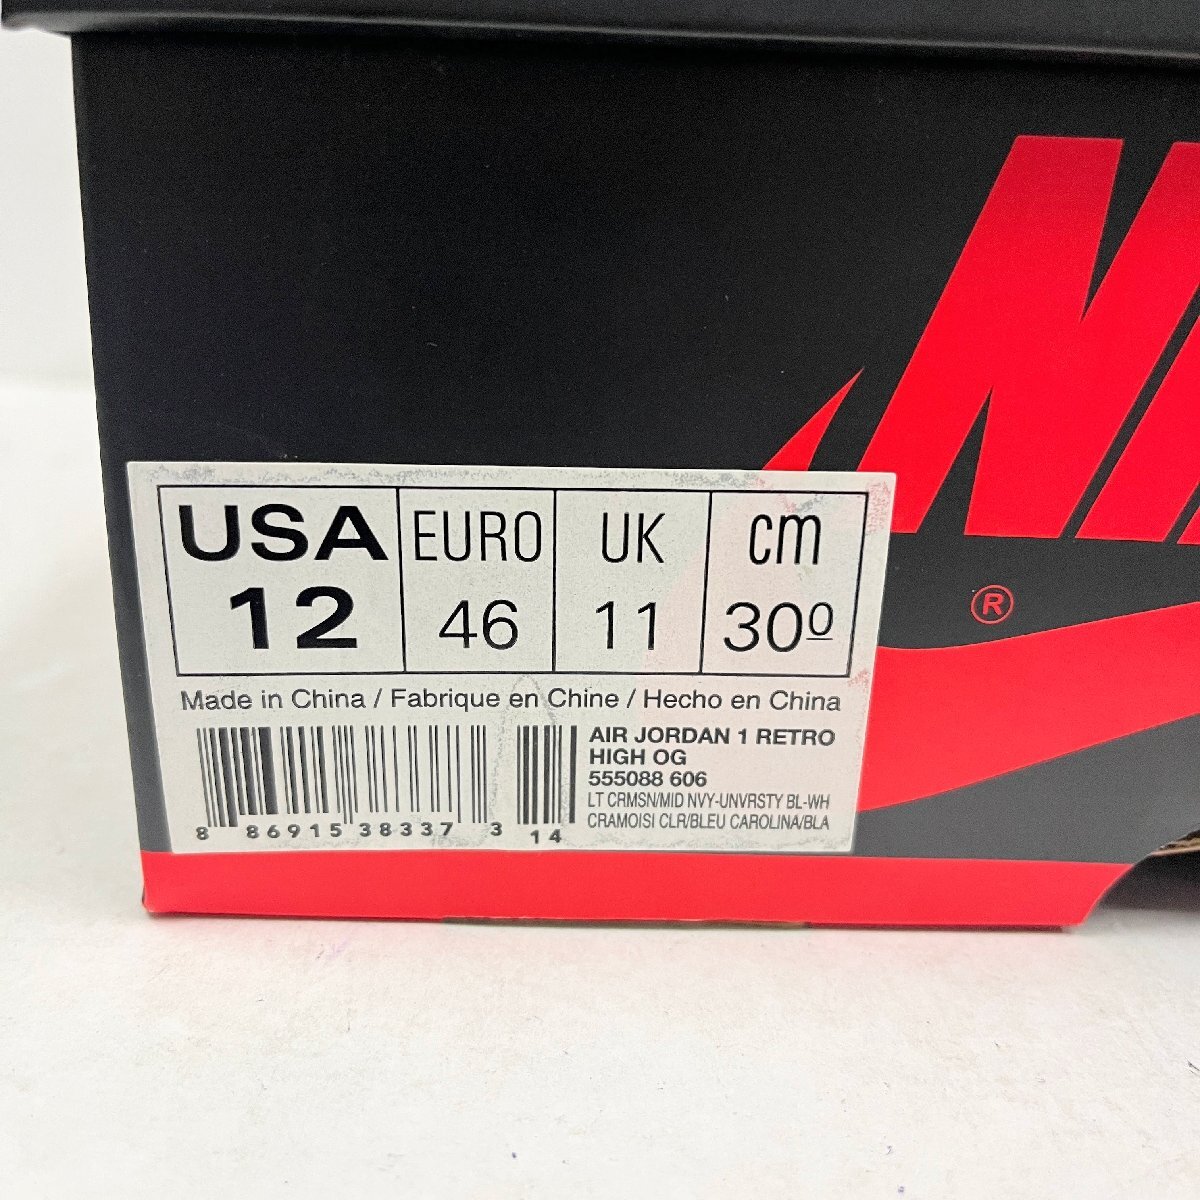 USA EURO UK cm
12 46 11 30º
Made in China / Fabrique en Chine / Hecho en China
AIR JORDAN 1 RETRO
HIGH OG
555088 606
LT CRMSN/MID NVY-UNVRSTY BL-WH
CRAMOISI CLR/BLEU CAROLINA/BLA
8 86915 38337 3 14
®